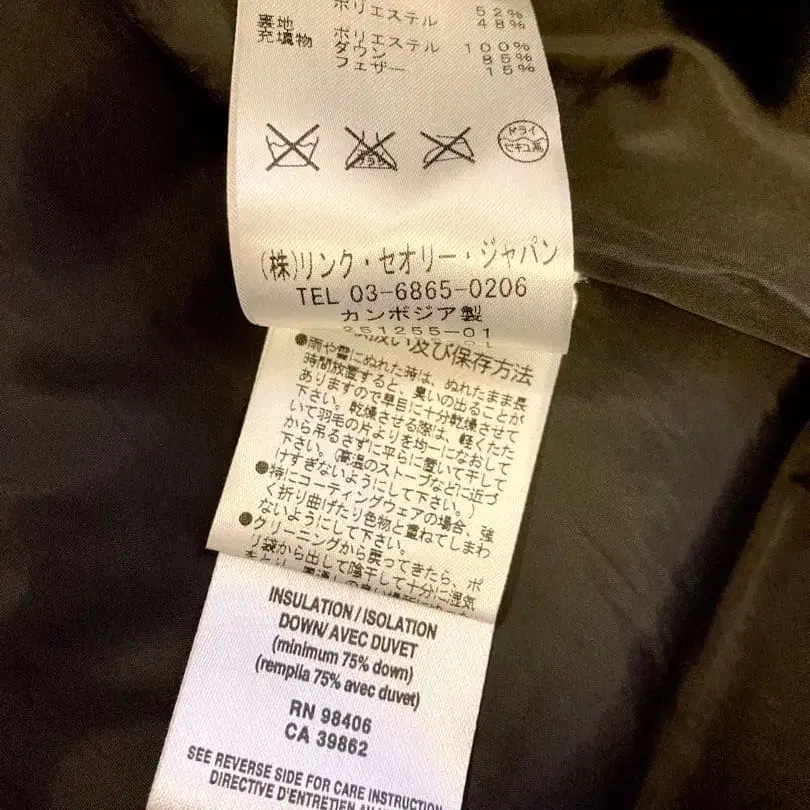 ポリエステル 52%
48%
裏地 ポリエステル 100%
充填物 ダウン 85%
フェザー 15%
ドライ
セキユ系
(株)リンク・セオリー・ジャパン
TEL 03-6865-0206
カンボジア製
251255-01
扱い及び保存方法
●雨や雪にぬれた時は、ぬれたまま長
時間放置すると、臭いの出ることが
ありますので早目に十分乾燥させて
下さい。乾燥させる際は、軽くたた
いて羽毛の片よりを均一になおして
から吊るさずに平らに置いて干して
下さい。(高温のストーブなどに近づ
けすぎないようにして下さい。)
●特にコーティングウェアの場合、強
く折り曲げたり色物と重ねてしまわ
ないようにして下さい。
●クリーニングから戻ってきたら、ポ
リ袋から出して陰干しして十分に湿気
INSULATION / ISOLATION
DOWN/ AVEC DUVET
(minimum 75% down)
(remplia 75% avec duvet)
RN 98406
CA 39862
SEE REVERSE SIDE FOR CARE INSTRUCTION
DIRECTIVE D'ENTRETIEN